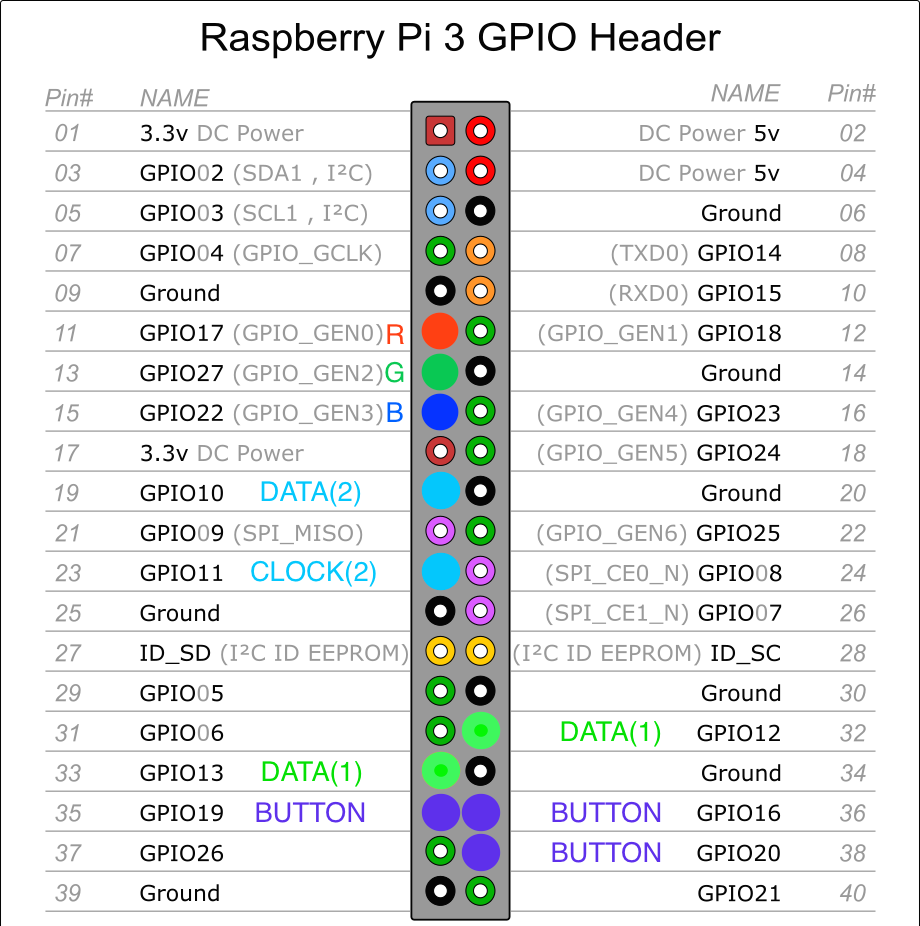 Raspberry Pi 3 GPIO Header
Pin# NAME NAME Pin#
01 3.3v DC Power DC Power 5v 02
03 GPIO02 (SDA1 , I²C) DC Power 5v 04
05 GPIO03 (SCL1 , I²C) Ground 06
07 GPIO04 (GPIO_GCLK) (TXD0) GPIO14 08
09 Ground (RXD0) GPIO15 10
11 GPIO17 (GPIO_GEN0) R (GPIO_GEN1) GPIO18 12
13 GPIO27 (GPIO_GEN2) G Ground 14
15 GPIO22 (GPIO_GEN3) B (GPIO_GEN4) GPIO23 16
17 3.3v DC Power (GPIO_GEN5) GPIO24 18
19 GPIO10 DATA(2) Ground 20
21 GPIO09 (SPI_MISO) (GPIO_GEN6) GPIO25 22
23 GPIO11 CLOCK(2) (SPI_CE0_N) GPIO08 24
25 Ground (SPI_CE1_N) GPIO07 26
27 ID_SD (I²C ID EEPROM) (I²C ID EEPROM) ID_SC 28
29 GPIO05 Ground 30
31 GPIO06 DATA(1) GPIO12 32
33 GPIO13 DATA(1) Ground 34
35 GPIO19 BUTTON BUTTON GPIO16 36
37 GPIO26 BUTTON GPIO20 38
39 Ground GPIO21 40